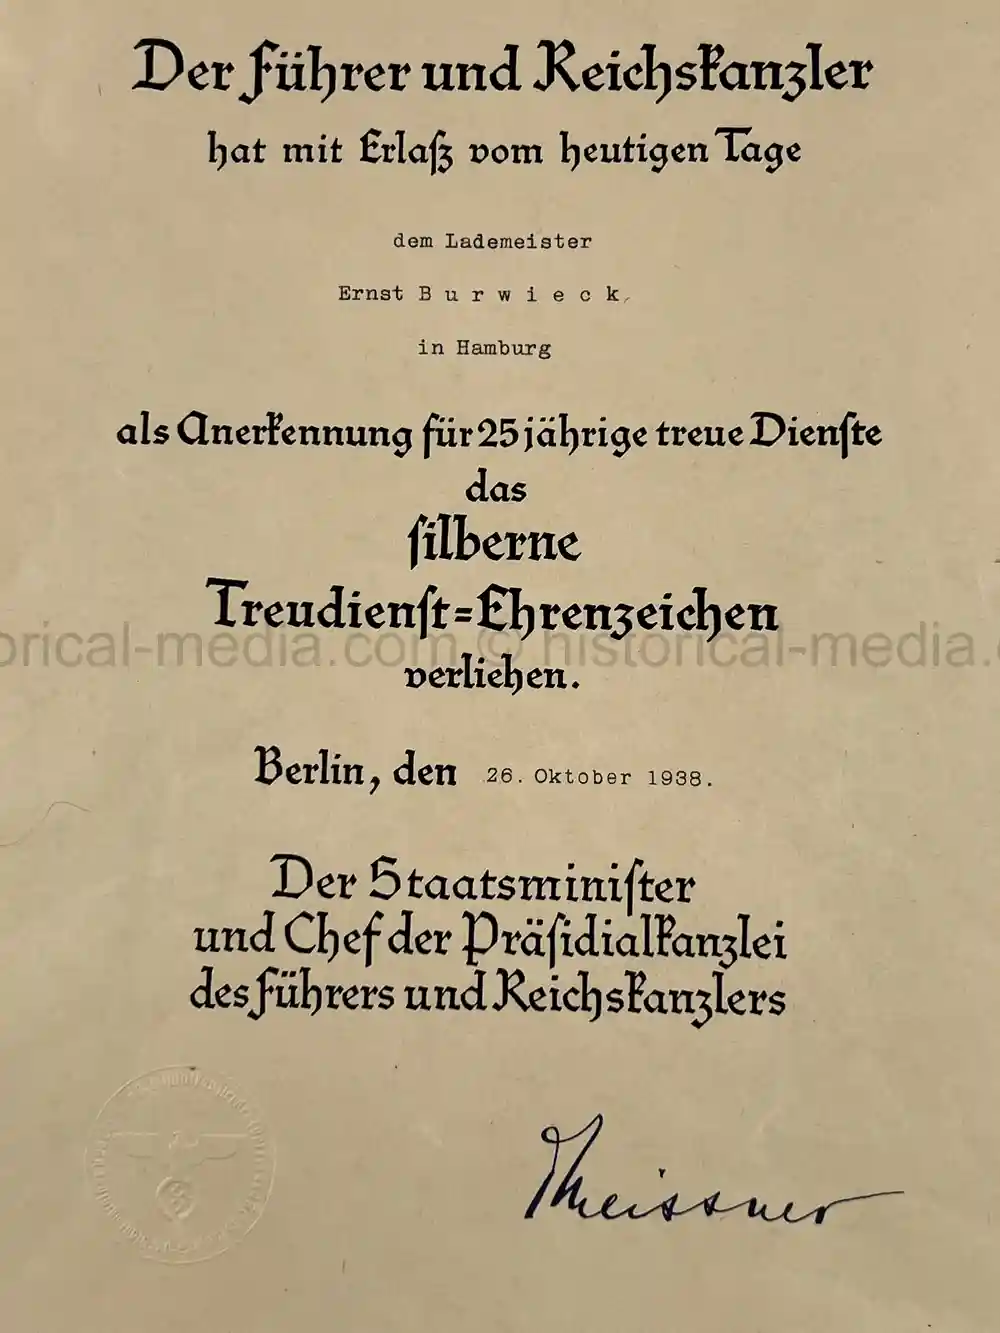 Der Führer und Reichskanzler
hat mit Erlaß vom heutigen Tage
dem Lademeister
Ernst B u r w i e c k,
in Hamburg
als Anerkennung für 25 jährige treue Dienste
das
silberne
Treudienst=Ehrenzeichen
orical-media.com © historical-media.
verliehen.
Berlin, den 26. Oktober 1938.
Der Staatsminister
und Chef der Präsidialkanzlei
des Führers und Reichskanzlers
Meissner